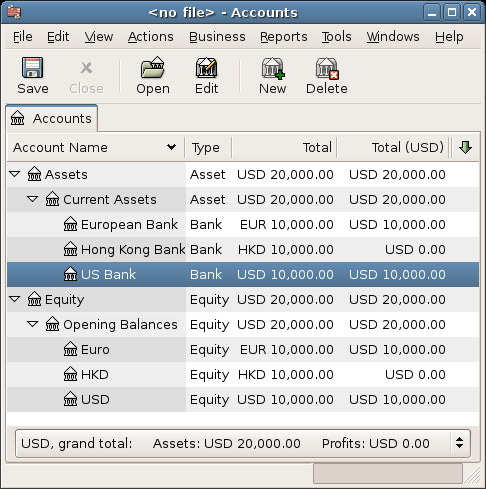 <no file> - Accounts
File Edit View Actions Business Reports Tools Windows Help
Save Close Open Edit New Delete
Accounts
Account Name Type Total Total (USD)
Assets Asset USD 20,000.00 USD 20,000.00
Current Assets Asset USD 20,000.00 USD 20,000.00
European Bank Bank EUR 10,000.00 USD 10,000.00
Hong Kong Bank Bank HKD 10,000.00 USD 0.00
US Bank Bank USD 10,000.00 USD 10,000.00
Equity Equity USD 20,000.00 USD 20,000.00
Opening Balances Equity USD 20,000.00 USD 20,000.00
Euro Equity EUR 10,000.00 USD 10,000.00
HKD Equity HKD 10,000.00 USD 0.00
USD Equity USD 10,000.00 USD 10,000.00
USD, grand total: Assets: USD 20,000.00 Profits: USD 0.00